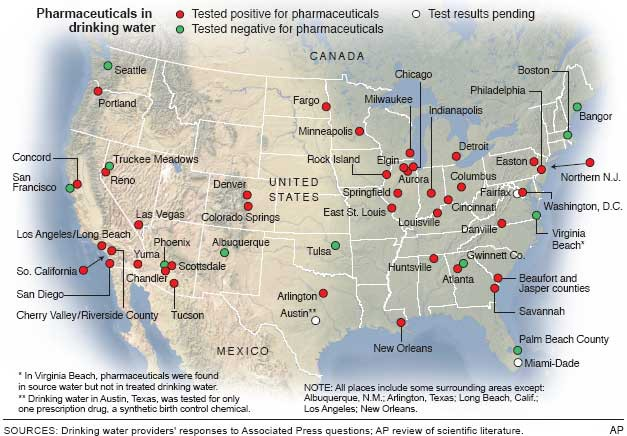 Pharmaceuticals in
drinking water
Tested positive for pharmaceuticals
Test results pending
Tested negative for pharmaceuticals
CANADA
Seattle
Portland
Fargo
Minneapolis
Milwaukee
Chicago
Indianapolis
Philadelphia
Boston
Bangor
Concord
San
Francisco
Truckee Meadows
Reno
Denver
Colorado Springs
UNITED
STATES
Rock Island
Elgin
Aurora
Detroit
Columbus
Easton
Northern N.J.
Springfield
Fairfax
Washington, D.C.
East St. Louis
Cincinnati
Louisville
Danville
Virginia
Beach*
Las Vegas
Los Angeles/Long Beach
Yuma
Phoenix
Albuquerque
Tulsa
So. California
Chandler
Scottsdale
Huntsville
Gwinnett Co.
Atlanta
Beaufort and
Jasper counties
San Diego
Arlington
Savannah
Cherry Valley/Riverside County
Tucson
Austin**
New Orleans
Palm Beach County
Miami-Dade
MEXICO
* In Virginia Beach, pharmaceuticals were found
in source water but not in treated drinking water.
** Drinking water in Austin, Texas, was tested for only
one prescription drug, a synthetic birth control chemical.
NOTE: All places include some surrounding areas except:
Albuquerque, N.M.; Arlington, Texas; Long Beach, Calif.;
Los Angeles; New Orleans.
SOURCES: Drinking water providers' responses to Associated Press questions; AP review of scientific literature.
AP